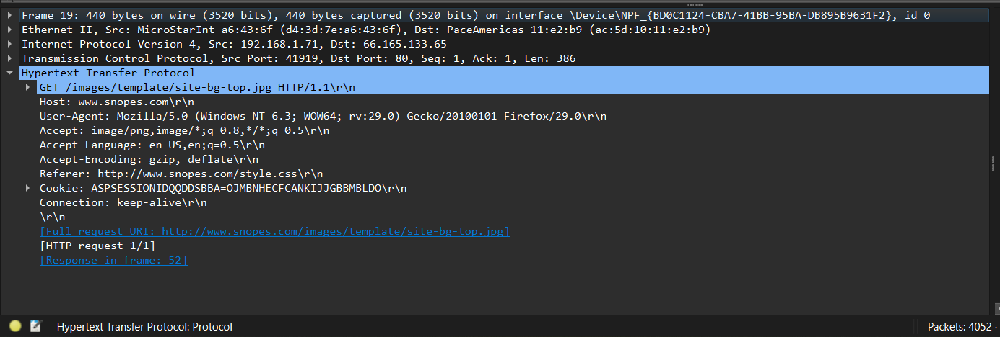 Frame 19: 440 bytes on wire (3520 bits), 440 bytes captured (3520 bits) on interface \Device\NPF_{BD0C1124-CBA7-41BB-95BA-DB895B9631F2}, id 0
Ethernet II, Src: MicroStarInt_a6:43:6f (d4:3d:7e:a6:43:6f), Dst: PaceAmericas_11:e2:b9 (ac:5d:10:11:e2:b9)
Internet Protocol Version 4, Src: 192.168.1.71, Dst: 66.165.133.65
Transmission Control Protocol, Src Port: 41919, Dst Port: 80, Seq: 1, Ack: 1, Len: 386
Hypertext Transfer Protocol
GET /images/template/site-bg-top.jpg HTTP/1.1\r\n
Host: www.snopes.com\r\n
User-Agent: Mozilla/5.0 (Windows NT 6.3; WOW64; rv:29.0) Gecko/20100101 Firefox/29.0\r\n
Accept: image/png,image/*;q=0.8,*/*;q=0.5\r\n
Accept-Language: en-US,en;q=0.5\r\n
Accept-Encoding: gzip, deflate\r\n
Referer: http://www.snopes.com/style.css\r\n
Cookie: ASPSESSIONIDQQDDSBBA=OJMBNHECFCANKIJJGBBMBLDO\r\n
Connection: keep-alive\r\n
\r\n
[Full request URI: http://www.snopes.com/images/template/site-bg-top.jpg]
[HTTP request 1/1]
[Response in frame: 52]
Hypertext Transfer Protocol: Protocol
Packets: 4052 ·